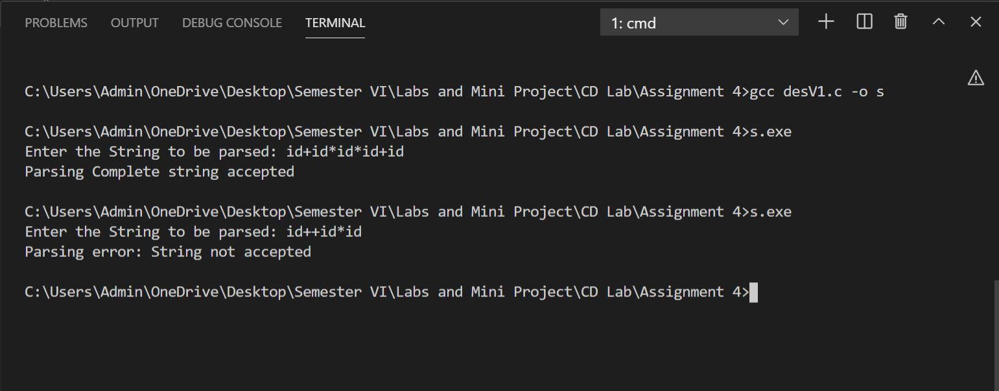 PROBLEMS OUTPUT DEBUG CONSOLE TERMINAL 1: cmd
C:\Users\Admin\OneDrive\Desktop\Semester VI\Labs and Mini Project\CD Lab\Assignment 4>gcc desV1.c -o s
C:\Users\Admin\OneDrive\Desktop\Semester VI\Labs and Mini Project\CD Lab\Assignment 4>s.exe
Enter the String to be parsed: id+id*id*id+id
Parsing Complete string accepted
C:\Users\Admin\OneDrive\Desktop\Semester VI\Labs and Mini Project\CD Lab\Assignment 4>s.exe
Enter the String to be parsed: id++id*id
Parsing error: String not accepted
C:\Users\Admin\OneDrive\Desktop\Semester VI\Labs and Mini Project\CD Lab\Assignment 4>